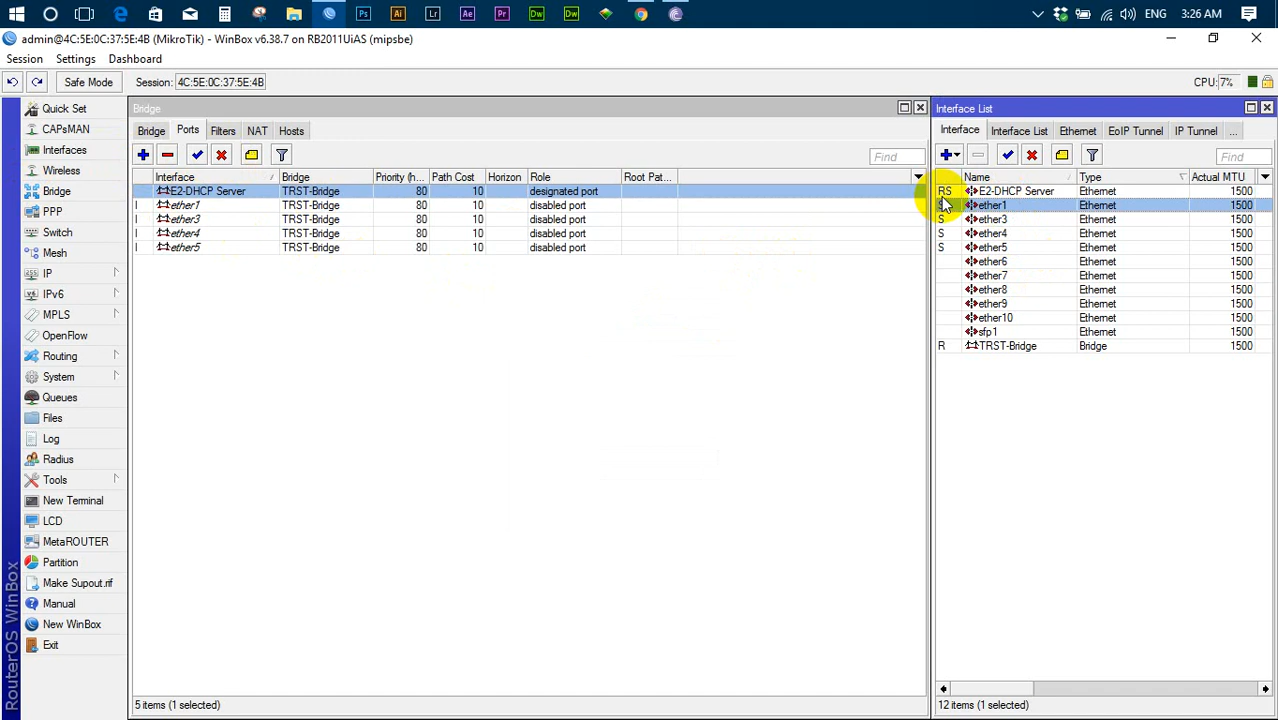 Ps
Ai
Lr
Ae
Pr
Dw
Dw
ENG
3:26 AM
admin@4C:5E:0C:37:5E:4B (MikroTik) - WinBox v6.38.7 on RB2011UiAS (mipsbe)
Session Settings Dashboard
Safe Mode Session: 4C:5E:0C:37:5E:4B CPU: 7%
RouterOS WinBox
Quick Set
CAPsMAN
Interfaces
Wireless
Bridge
PPP
Switch
Mesh
IP
IPv6
MPLS
OpenFlow
Routing
System
Queues
Files
Log
Radius
Tools
New Terminal
LCD
MetaROUTER
Partition
Make Supout.rif
Manual
New WinBox
Exit
Bridge
Bridge Ports Filters NAT Hosts
Find
Interface Bridge Priority (h... Path Cost Horizon Role Root Pat...
E2-DHCP Server TRST-Bridge 80 10 designated port
I ether1 TRST-Bridge 80 10 disabled port
I ether3 TRST-Bridge 80 10 disabled port
I ether4 TRST-Bridge 80 10 disabled port
I ether5 TRST-Bridge 80 10 disabled port
5 items (1 selected)
Interface List
Interface Interface List Ethernet EoIP Tunnel IP Tunnel ...
Find
Name Type Actual MTU
RS E2-DHCP Server Ethernet 1500
S ether1 Ethernet 1500
S ether3 Ethernet 1500
S ether4 Ethernet 1500
S ether5 Ethernet 1500
ether6 Ethernet 1500
ether7 Ethernet 1500
ether8 Ethernet 1500
ether9 Ethernet 1500
ether10 Ethernet 1500
sfp1 Ethernet 1500
R TRST-Bridge Bridge 1500
12 items (1 selected)